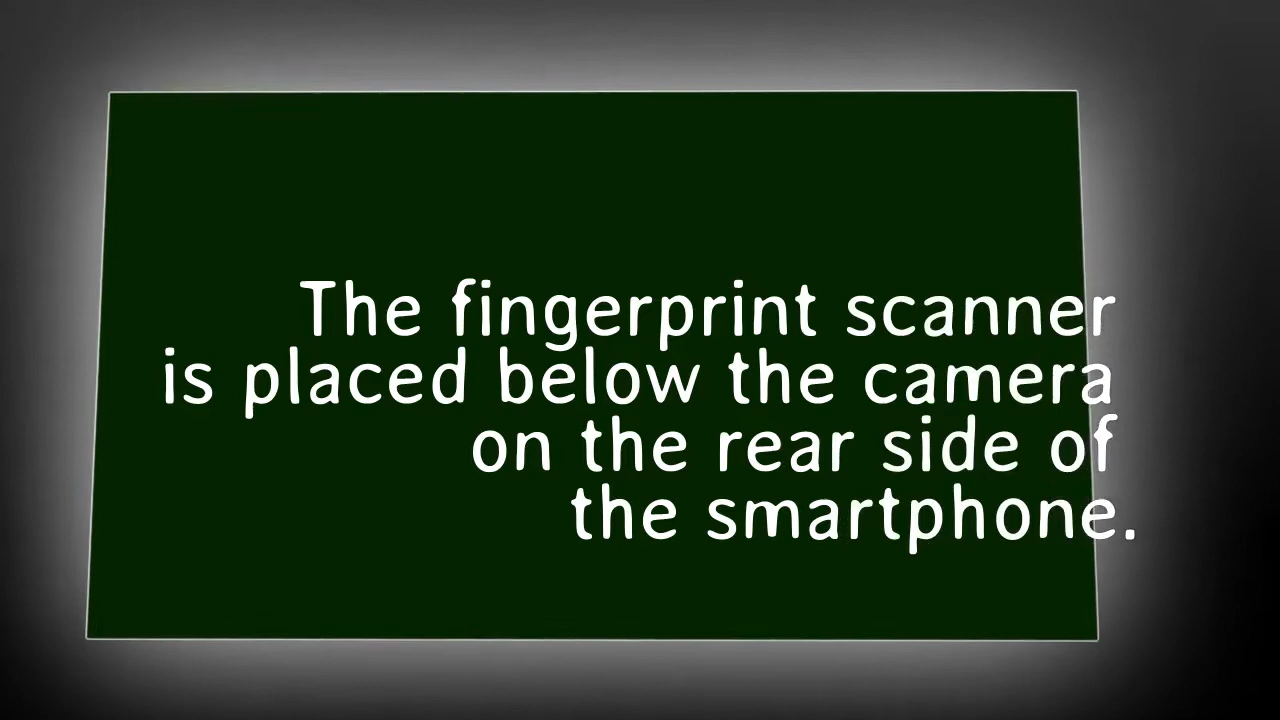 The fingerprint scanner
is placed below the camera
on the rear side of
the smartphone.